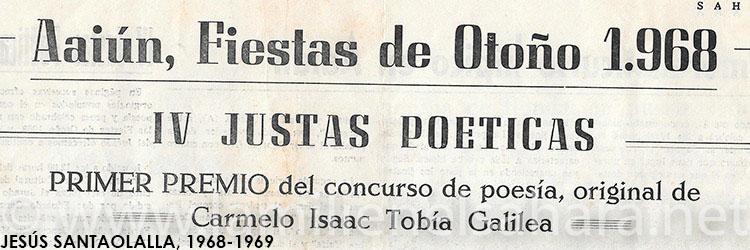 SAH
Aaiún, Fiestas de Otoño 1.968
IV JUSTAS POETICAS
PRIMER PREMIO del concurso de poesía, original de
Carmelo Isaac Tobía Galilea
JESÚS SANTAOLALLA, 1968-1969